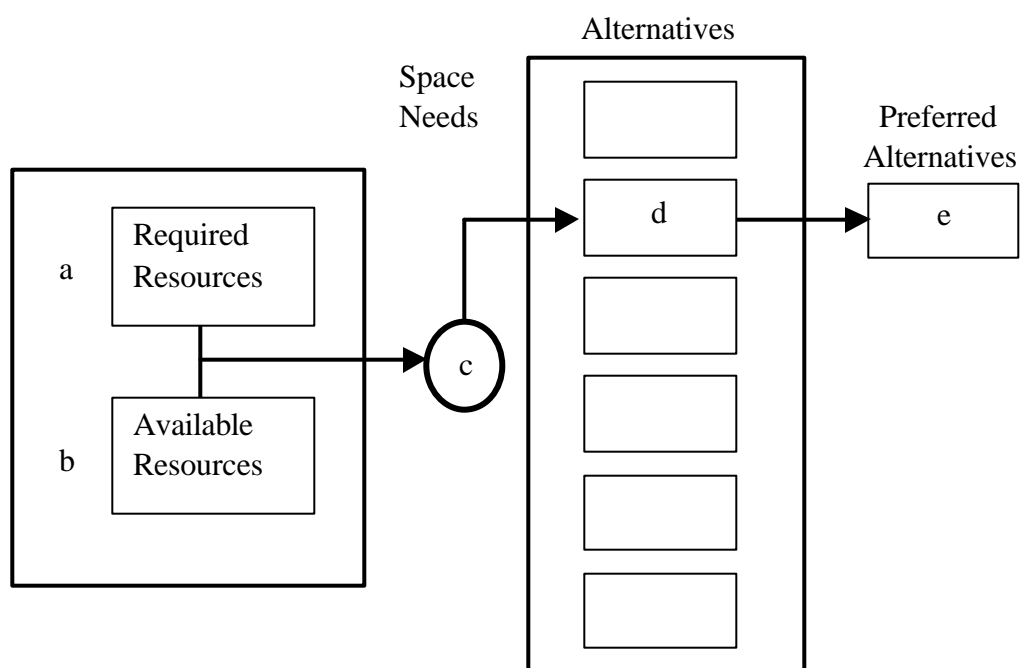 Alternatives
Space
Needs
Preferred
Alternatives
a
Required
Resources
b
Available
Resources
c
d
e